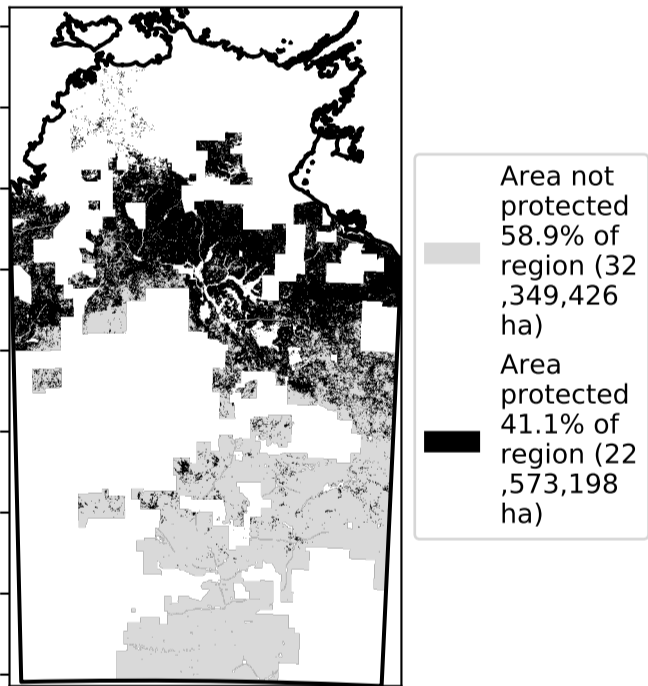 Area not
protected
58.9% of
region (32
,349,426
ha)
Area
protected
41.1% of
region (22
,573,198
ha)